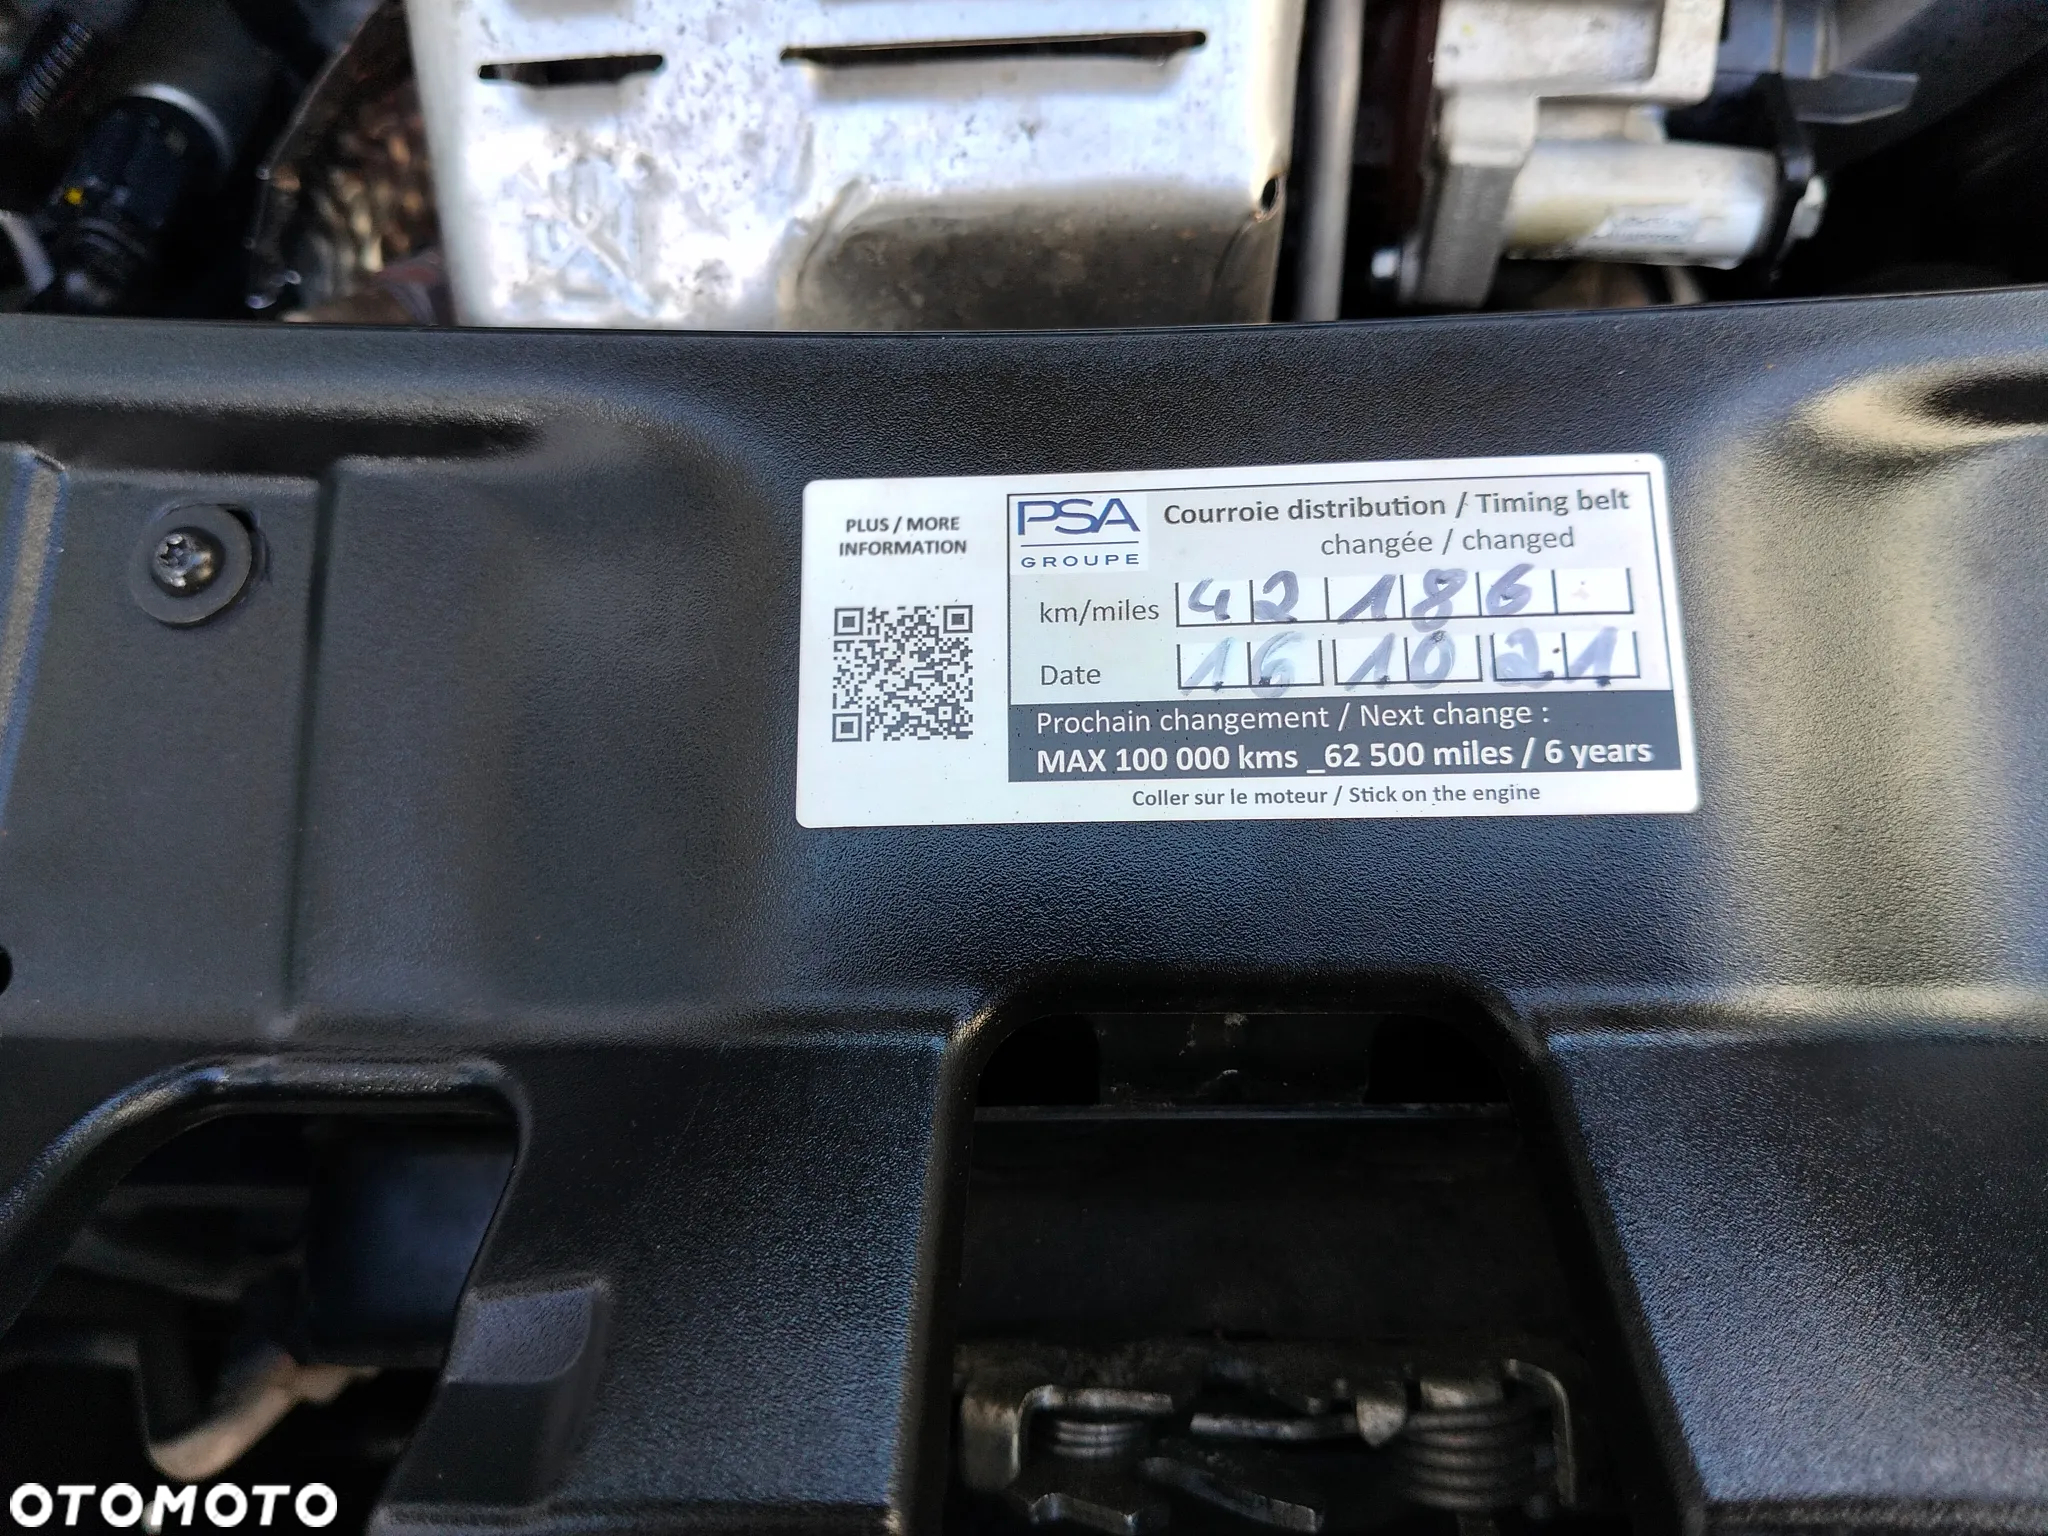 PLUS / MORE
INFORMATION
PSA
GROUPE
Courroie distribution / Timing belt
changée / changed
km/miles 42186
Date 16 10 21
Prochain changement / Next change :
MAX 100 000 kms _62 500 miles / 6 years
Coller sur le moteur / Stick on the engine
OTOMOTO